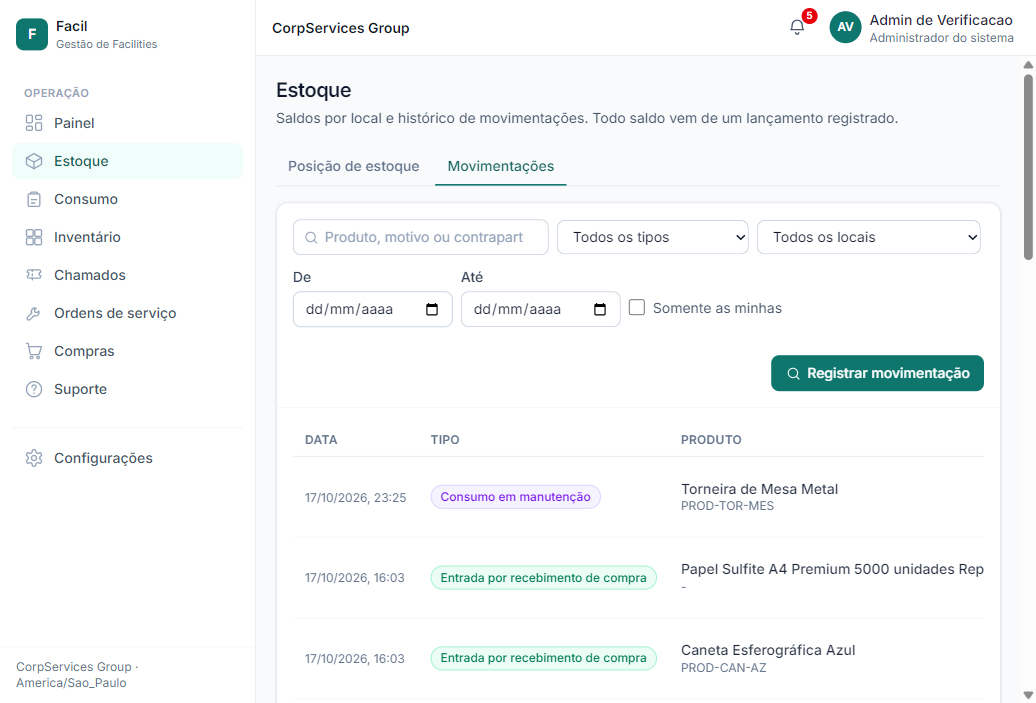 F
Facil
Gestão de Facilities
CorpServices Group
5
AV
Admin de Verificacao
Administrador do sistema
OPERAÇÃO
Painel
Estoque
Consumo
Inventário
Chamados
Ordens de serviço
Compras
Suporte
Configurações
CorpServices Group ·
America/Sao_Paulo
Estoque
Saldos por local e histórico de movimentações. Todo saldo vem de um lançamento registrado.
Posição de estoque
Movimentações
Produto, motivo ou contrapart
Todos os tipos
Todos os locais
De
Até
dd/mm/aaaa
dd/mm/aaaa
Somente as minhas
Registrar movimentação
DATA
TIPO
PRODUTO
17/10/2026, 23:25
Consumo em manutenção
Torneira de Mesa Metal
PROD-TOR-MES
17/10/2026, 16:03
Entrada por recebimento de compra
Papel Sulfite A4 Premium 5000 unidades Rep
-
17/10/2026, 16:03
Entrada por recebimento de compra
Caneta Esferográfica Azul
PROD-CAN-AZ